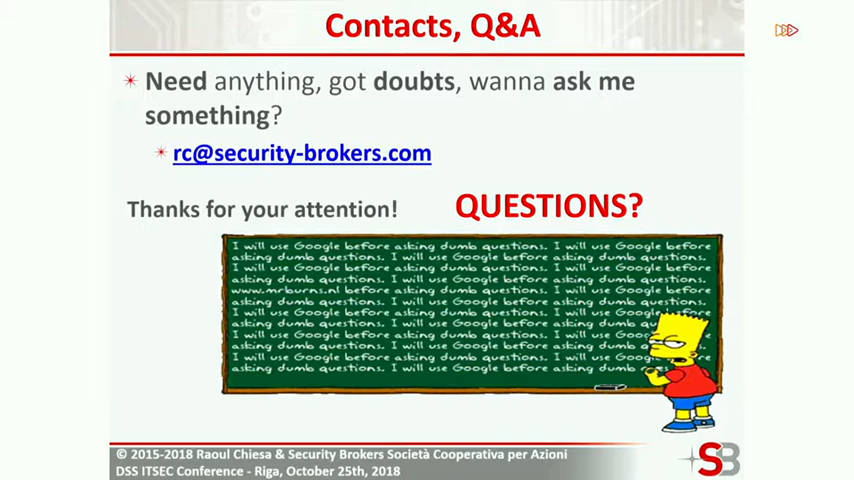 Contacts, Q&A
Need anything, got doubts, wanna ask me
something?
rc@security-brokers.com
Thanks for your attention!
QUESTIONS?
I will use Google before asking dumb questions. I will use Google before
asking dumb questions. I will use Google before asking dumb questions.
I will use Google before asking dumb questions. I will use Google before
asking dumb questions. I will use Google before asking dumb questions.
www.mrburns.nl before asking dumb questions. I will use Google before
asking dumb questions. I will use Google before asking dumb questions.
I will use Google before asking dumb questions. I will use Google before
asking dumb questions. I will use Google before asking dumb
I will use Google before asking dumb questions. I will use Google
asking dumb questions. I will use Google before asking dumb
I will use Google before asking dumb questions. I will use Google before
asking dumb questions. I will use Google before asking dumb
© 2015-2018 Raoul Chiesa & Security Brokers Società Cooperativa per Azioni
DSS ITSEC Conference - Riga, October 25th, 2018
SB